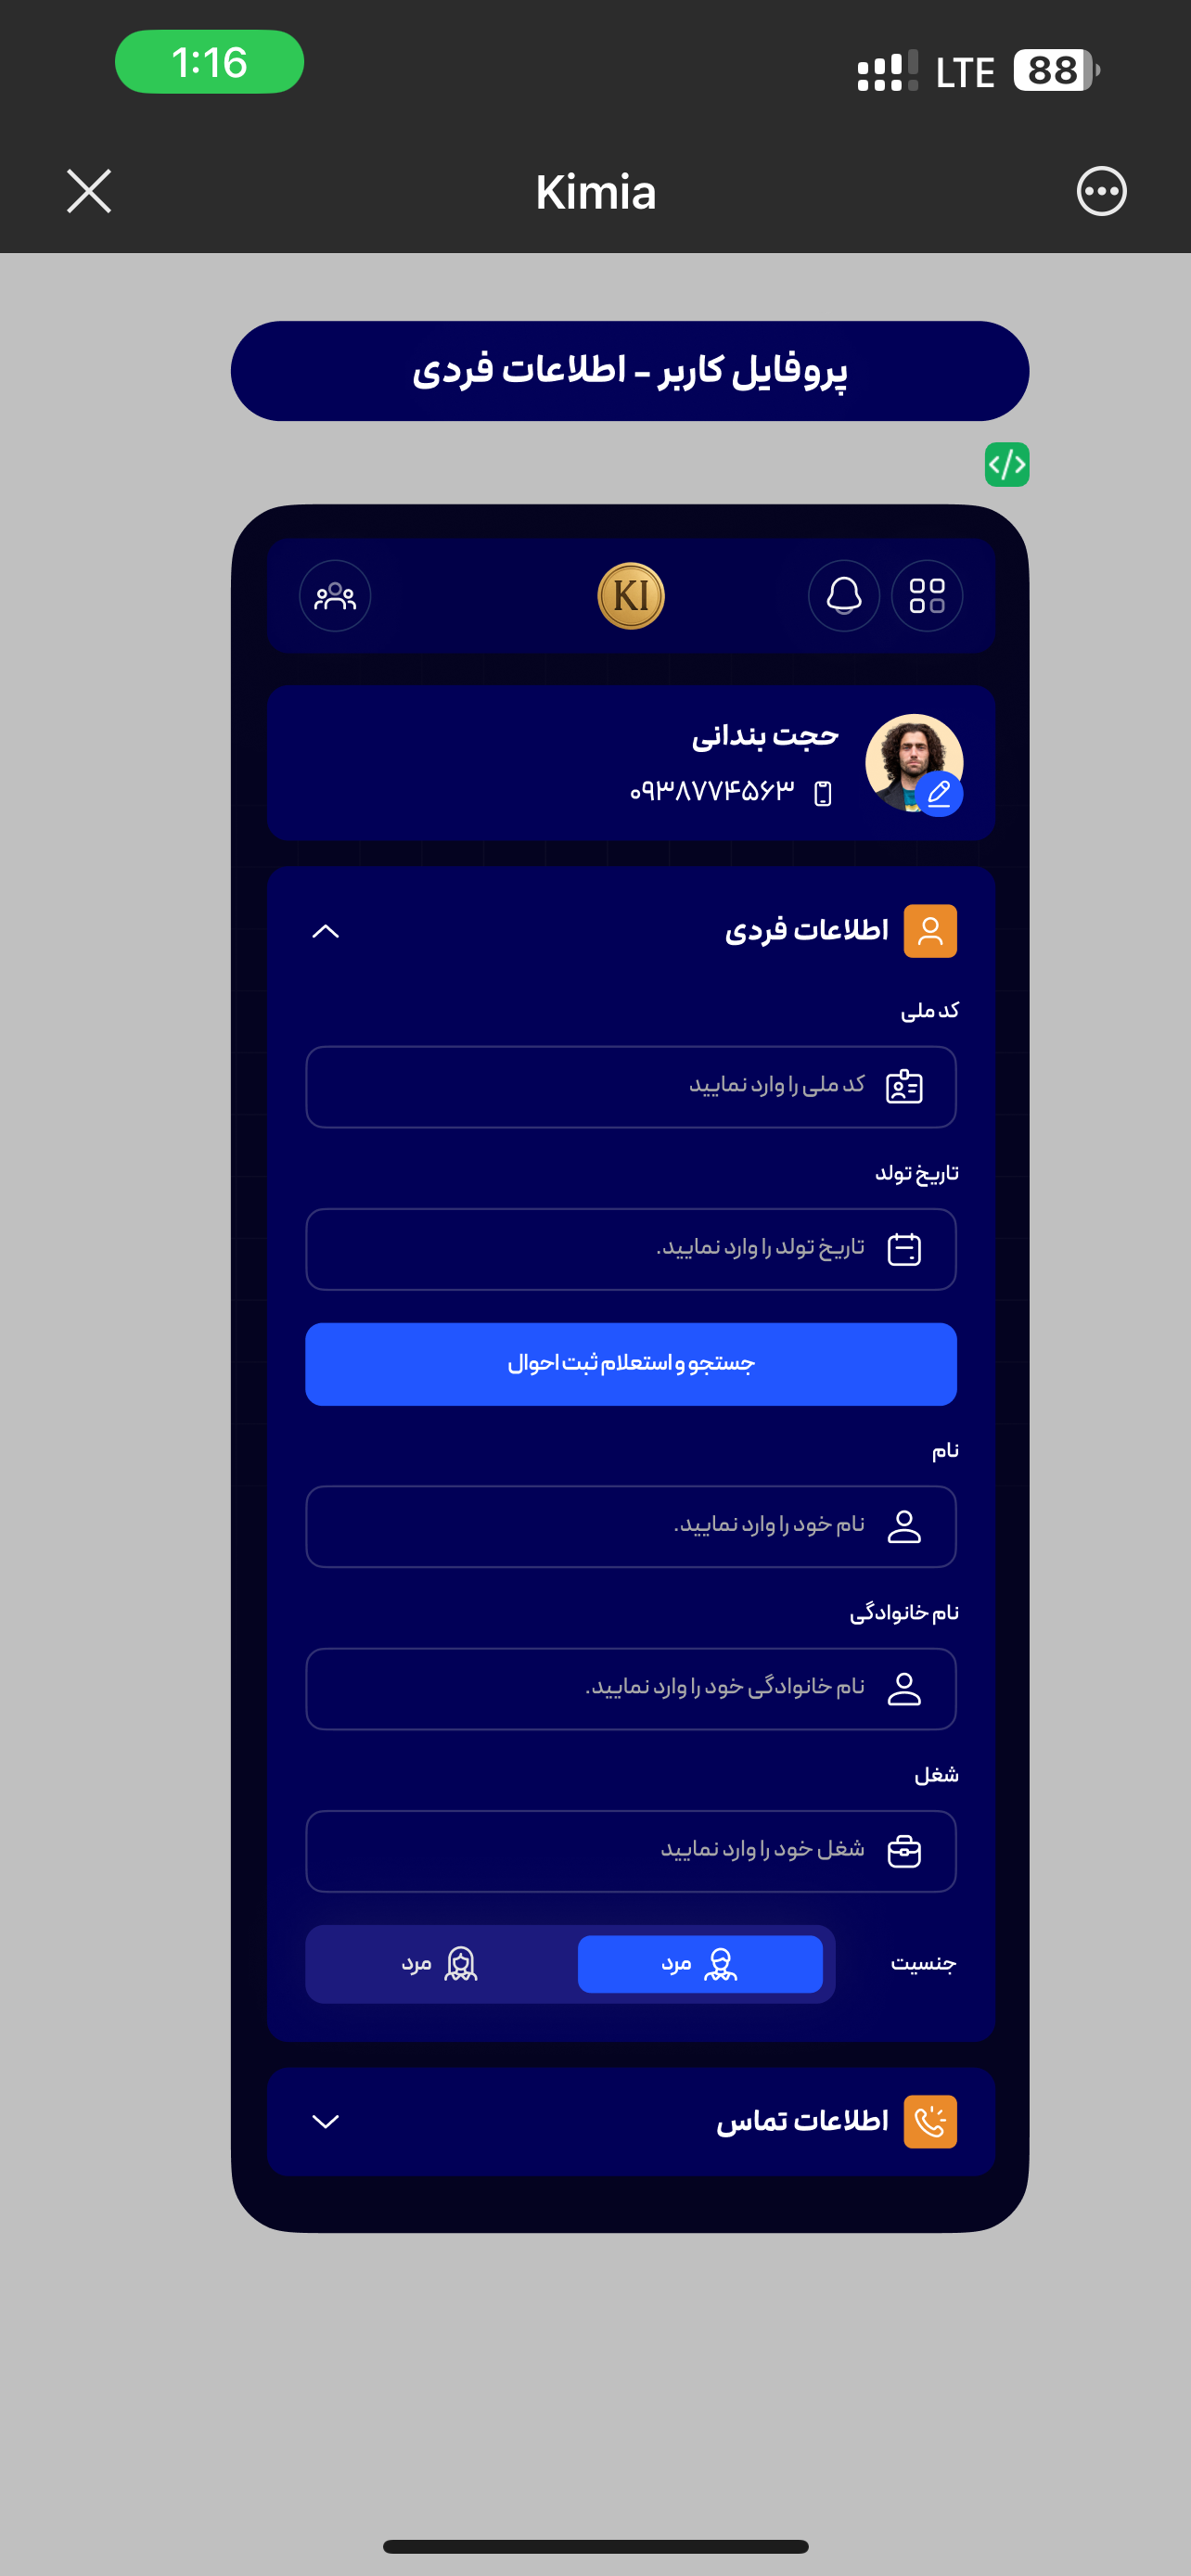 1:16
LTE
88
Kimia
پروفایل کاربر - اطلاعات فردی
KI
حجت بندانی
۰۹۳۸۷۷۴۵۶۳
اطلاعات فردی
کد ملی
کد ملی را وارد نمایید
تاریخ تولد
تاریخ تولد را وارد نمایید.
جستجو و استعلام ثبت احوال
نام
نام خود را وارد نمایید.
نام خانوادگی
نام خانوادگی خود را وارد نمایید.
شغل
شغل خود را وارد نمایید
جنسیت مرد مرد
اطلاعات تماس